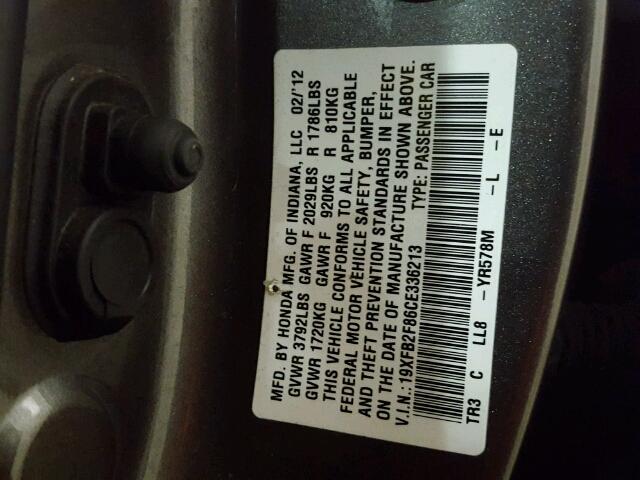 MFD. BY HONDA MFG. OF INDIANA, LLC 02/'12
GVWR 3792LBS GAWR F 2029LBS R 1786LBS
GVWR 1720KG GAWR F 920KG R 810KG
THIS VEHICLE CONFORMS TO ALL APPLICABLE
FEDERAL MOTOR VEHICLE SAFETY, BUMPER,
AND THEFT PREVENTION STANDARDS IN EFFECT
ON THE DATE OF MANUFACTURE SHOWN ABOVE.
V.I.N.: 19XFB2F86CE336213 TYPE: PASSENGER CAR
TR3 C LL8 -YR578M -L -E